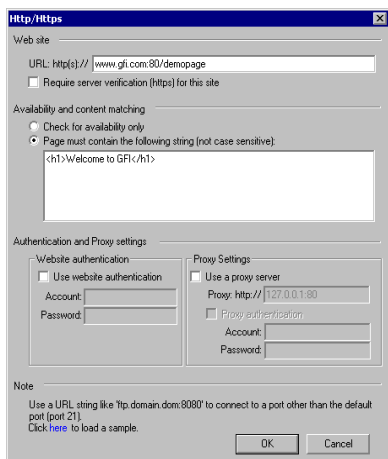 Http/Https
Web site
URL: http(s):// www.gfi.com:80/demopage
Require server verification (https) for this site
Availability and content matching
Check for availability only
Page must contain the following string (not case sensitive):
<h1>Welcome to GFI</h1>
Authentication and Proxy settings
Website authentication
Use website authentication
Account:
Password:
Proxy Settings
Use a proxy server
Proxy: http:// 127.0.0.1:80
Proxy authentication
Account:
Password:
Note
Use a URL string like 'ftp.domain.dom:8080' to connect to a port other than the default
port (port 21).
Click here to load a sample.
OK
Cancel